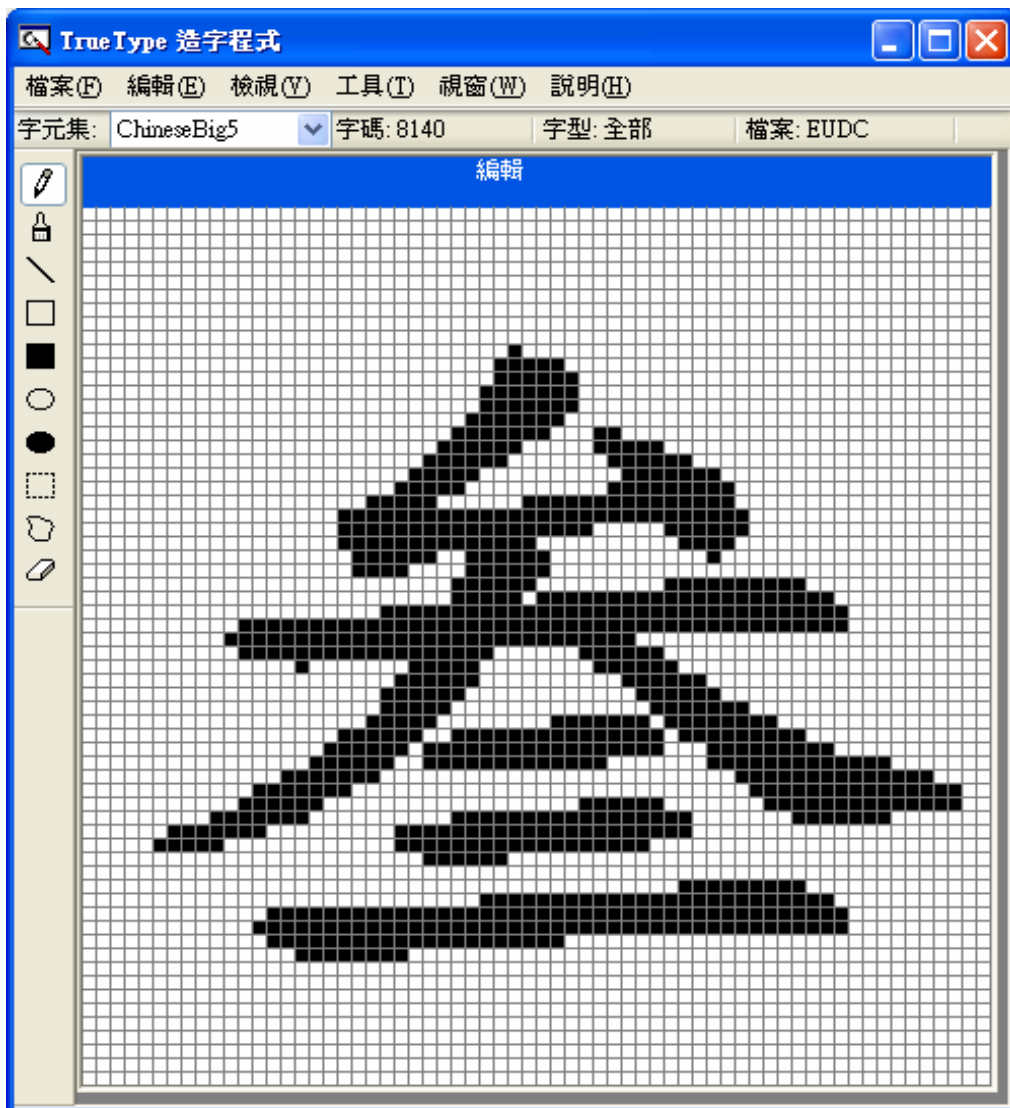 TrueType 造字程式
檔案(F) 編輯(E) 檢視(V) 工具(T) 視窗(W) 說明(H)
字元集: ChineseBig5 字碼: 8140 字型: 全部 檔案: EUDC
編輯